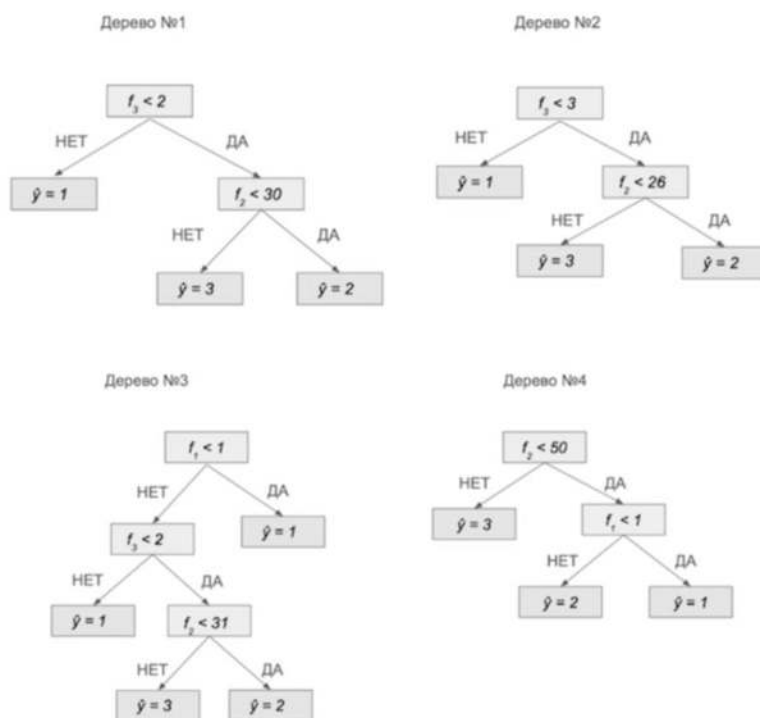 Дерево №1
f₃ < 2
НЕТ
ДА
ŷ = 1
f₂ < 30
НЕТ
ДА
ŷ = 3
ŷ = 2
Дерево №2
f₃ < 3
НЕТ
ДА
ŷ = 1
f₂ < 26
НЕТ
ДА
ŷ = 3
ŷ = 2
Дерево №3
f₁ < 1
НЕТ
ДА
f₃ < 2
ŷ = 1
НЕТ
ДА
ŷ = 1
f₂ < 31
НЕТ
ДА
ŷ = 3
ŷ = 2
Дерево №4
f₂ < 50
НЕТ
ДА
ŷ = 3
f₁ < 1
НЕТ
ДА
ŷ = 2
ŷ = 1